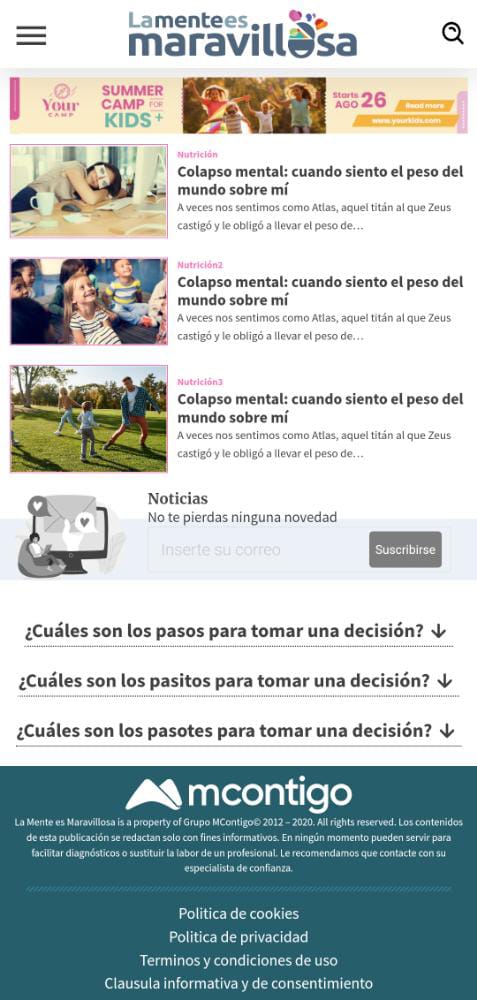 La mente es
maravillosa
Your
CAMP
SUMMER
CAMP FOR
KIDS+
Starts
AGO 26
Read more
www.yourkids.com
Nutrición
Colapso mental: cuando siento el peso del
mundo sobre mí
A veces nos sentimos como Atlas, aquel titán al que Zeus
castigó y le obligó a llevar el peso de...
Nutrición2
Colapso mental: cuando siento el peso del
mundo sobre mí
A veces nos sentimos como Atlas, aquel titán al que Zeus
castigó y le obligó a llevar el peso de...
Nutrición3
Colapso mental: cuando siento el peso del
mundo sobre mí
A veces nos sentimos como Atlas, aquel titán al que Zeus
castigó y le obligó a llevar el peso de...
Noticias
No te pierdas ninguna novedad
Inserte su correo
Suscribirse
¿Cuáles son los pasos para tomar una decisión?
¿Cuáles son los pasitos para tomar una decisión?
¿Cuáles son los pasotes para tomar una decisión?
mcontigo
La Mente es Maravillosa is a property of Grupo MContigo© 2012 – 2020. All rights reserved. Los contenidos
de esta publicación se redactan solo con fines informativos. En ningún momento pueden servir para
facilitar diagnósticos o sustituir la labor de un profesional. Le recomendamos que contacte con su
especialista de confianza.
Politica de cookies
Politica de privacidad
Terminos y condiciones de uso
Clausula informativa y de consentimiento